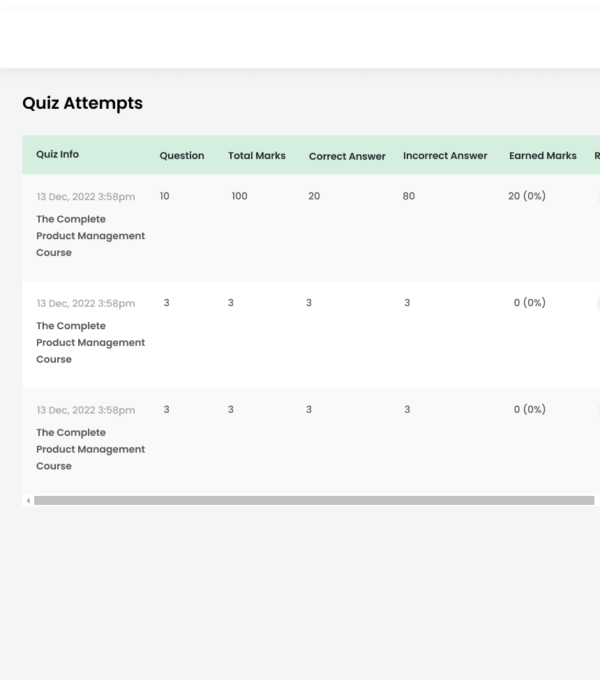 Quiz Attempts
Quiz Info Question Total Marks Correct Answer Incorrect Answer Earned Marks R
13 Dec, 2022 3:58pm 10 100 20 80 20 (0%)
The Complete
Product Management
Course
13 Dec, 2022 3:58pm 3 3 3 3 0 (0%)
The Complete
Product Management
Course
13 Dec, 2022 3:58pm 3 3 3 3 0 (0%)
The Complete
Product Management
Course